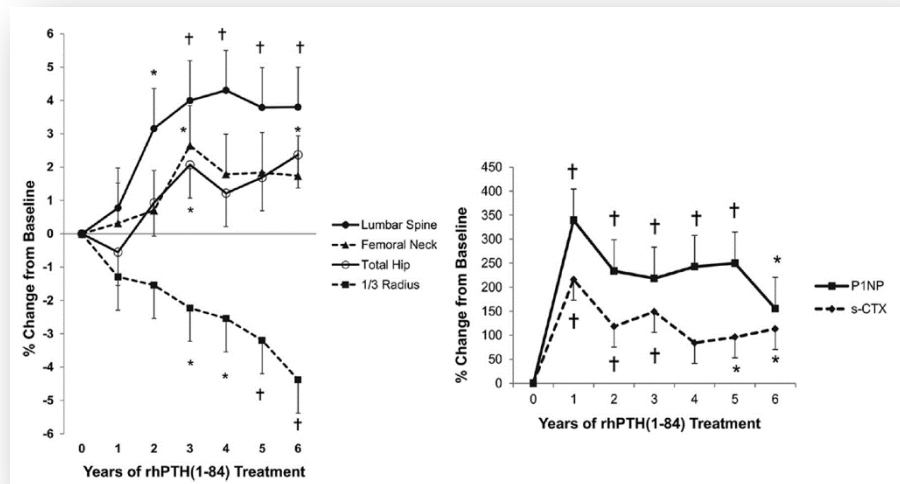 6
5
4
3
2
1
0
-1
-2
-3
-4
-5
-6
% Change from Baseline
0 1 2 3 4 5 6
Years of rhPTH(1-84) Treatment
* † † † †
* *
*
* * † †
Lumbar Spine
Femoral Neck
Total Hip
1/3 Radius
450
400
350
300
250
200
150
100
50
0
% Change from Baseline
0 1 2 3 4 5 6
Years of rhPTH(1-84) Treatment
† † † † † *
† † † * *
P1NP
s-CTX